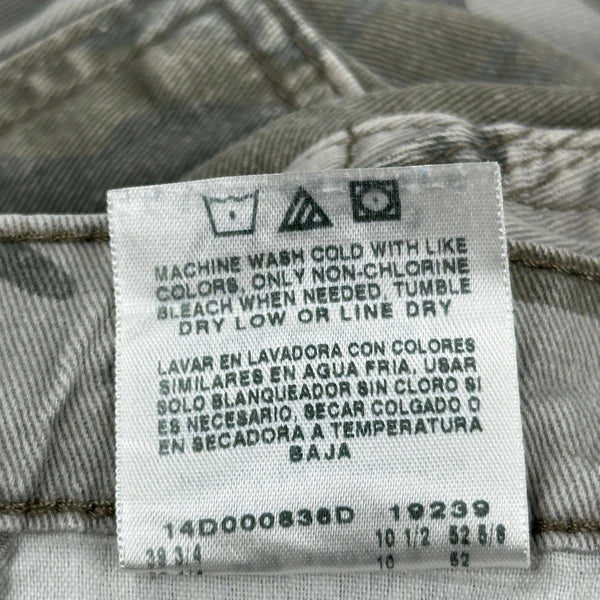 MACHINE WASH COLD WITH LIKE
COLORS, ONLY NON-CHLORINE
BLEACH WHEN NEEDED, TUMBLE
DRY LOW OR LINE DRY
LAVAR EN LAVADORA CON COLORES
SIMILARES EN AGUA FRIA, USAR
SOLO BLANQUEADOR SIN CLORO SI
ES NECESARIO, SECAR COLGADO O
EN SECADORA A TEMPERATURA
BAJA
14D000836D 19239
39 3/4 10 1/2 52 5/8
10 52